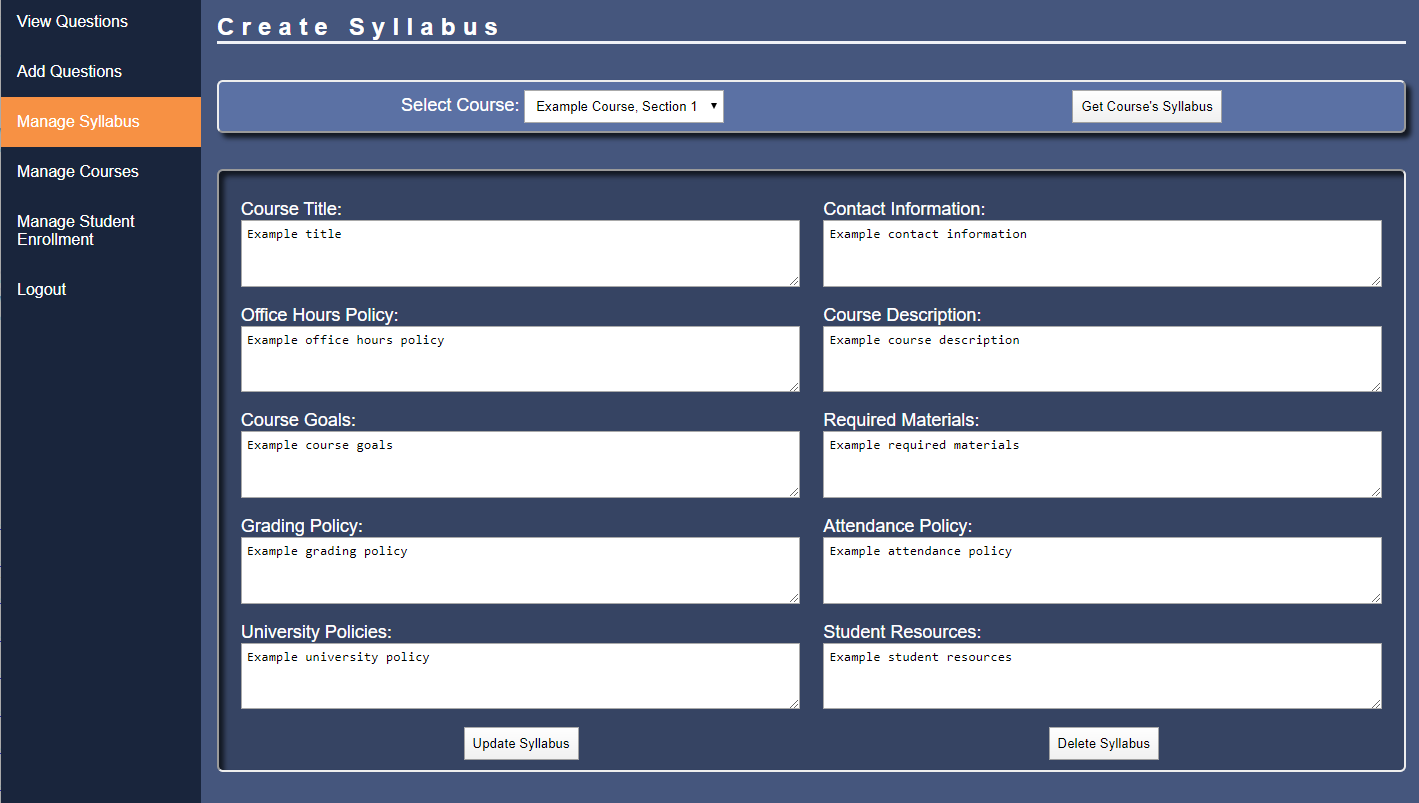 View Questions
Add Questions
Manage Syllabus
Manage Courses
Manage Student
Enrollment
Logout
Create Syllabus
Select Course: Example Course, Section 1 Get Course's Syllabus
Course Title:
Example title
Contact Information:
Example contact information
Office Hours Policy:
Example office hours policy
Course Description:
Example course description
Course Goals:
Example course goals
Required Materials:
Example required materials
Grading Policy:
Example grading policy
Attendance Policy:
Example attendance policy
University Policies:
Example university policy
Student Resources:
Example student resources
Update Syllabus
Delete Syllabus